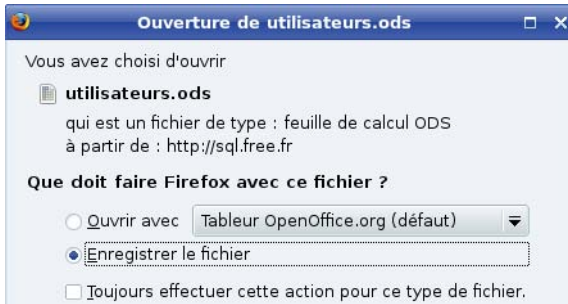 Ouverture de utilisateurs.ods
Vous avez choisi d'ouvrir
utilisateurs.ods
qui est un fichier de type : feuille de calcul ODS
à partir de : http://sql.free.fr
Que doit faire Firefox avec ce fichier ?
Ouvrir avec Tableur OpenOffice.org (défaut)
Enregistrer le fichier
Toujours effectuer cette action pour ce type de fichier.